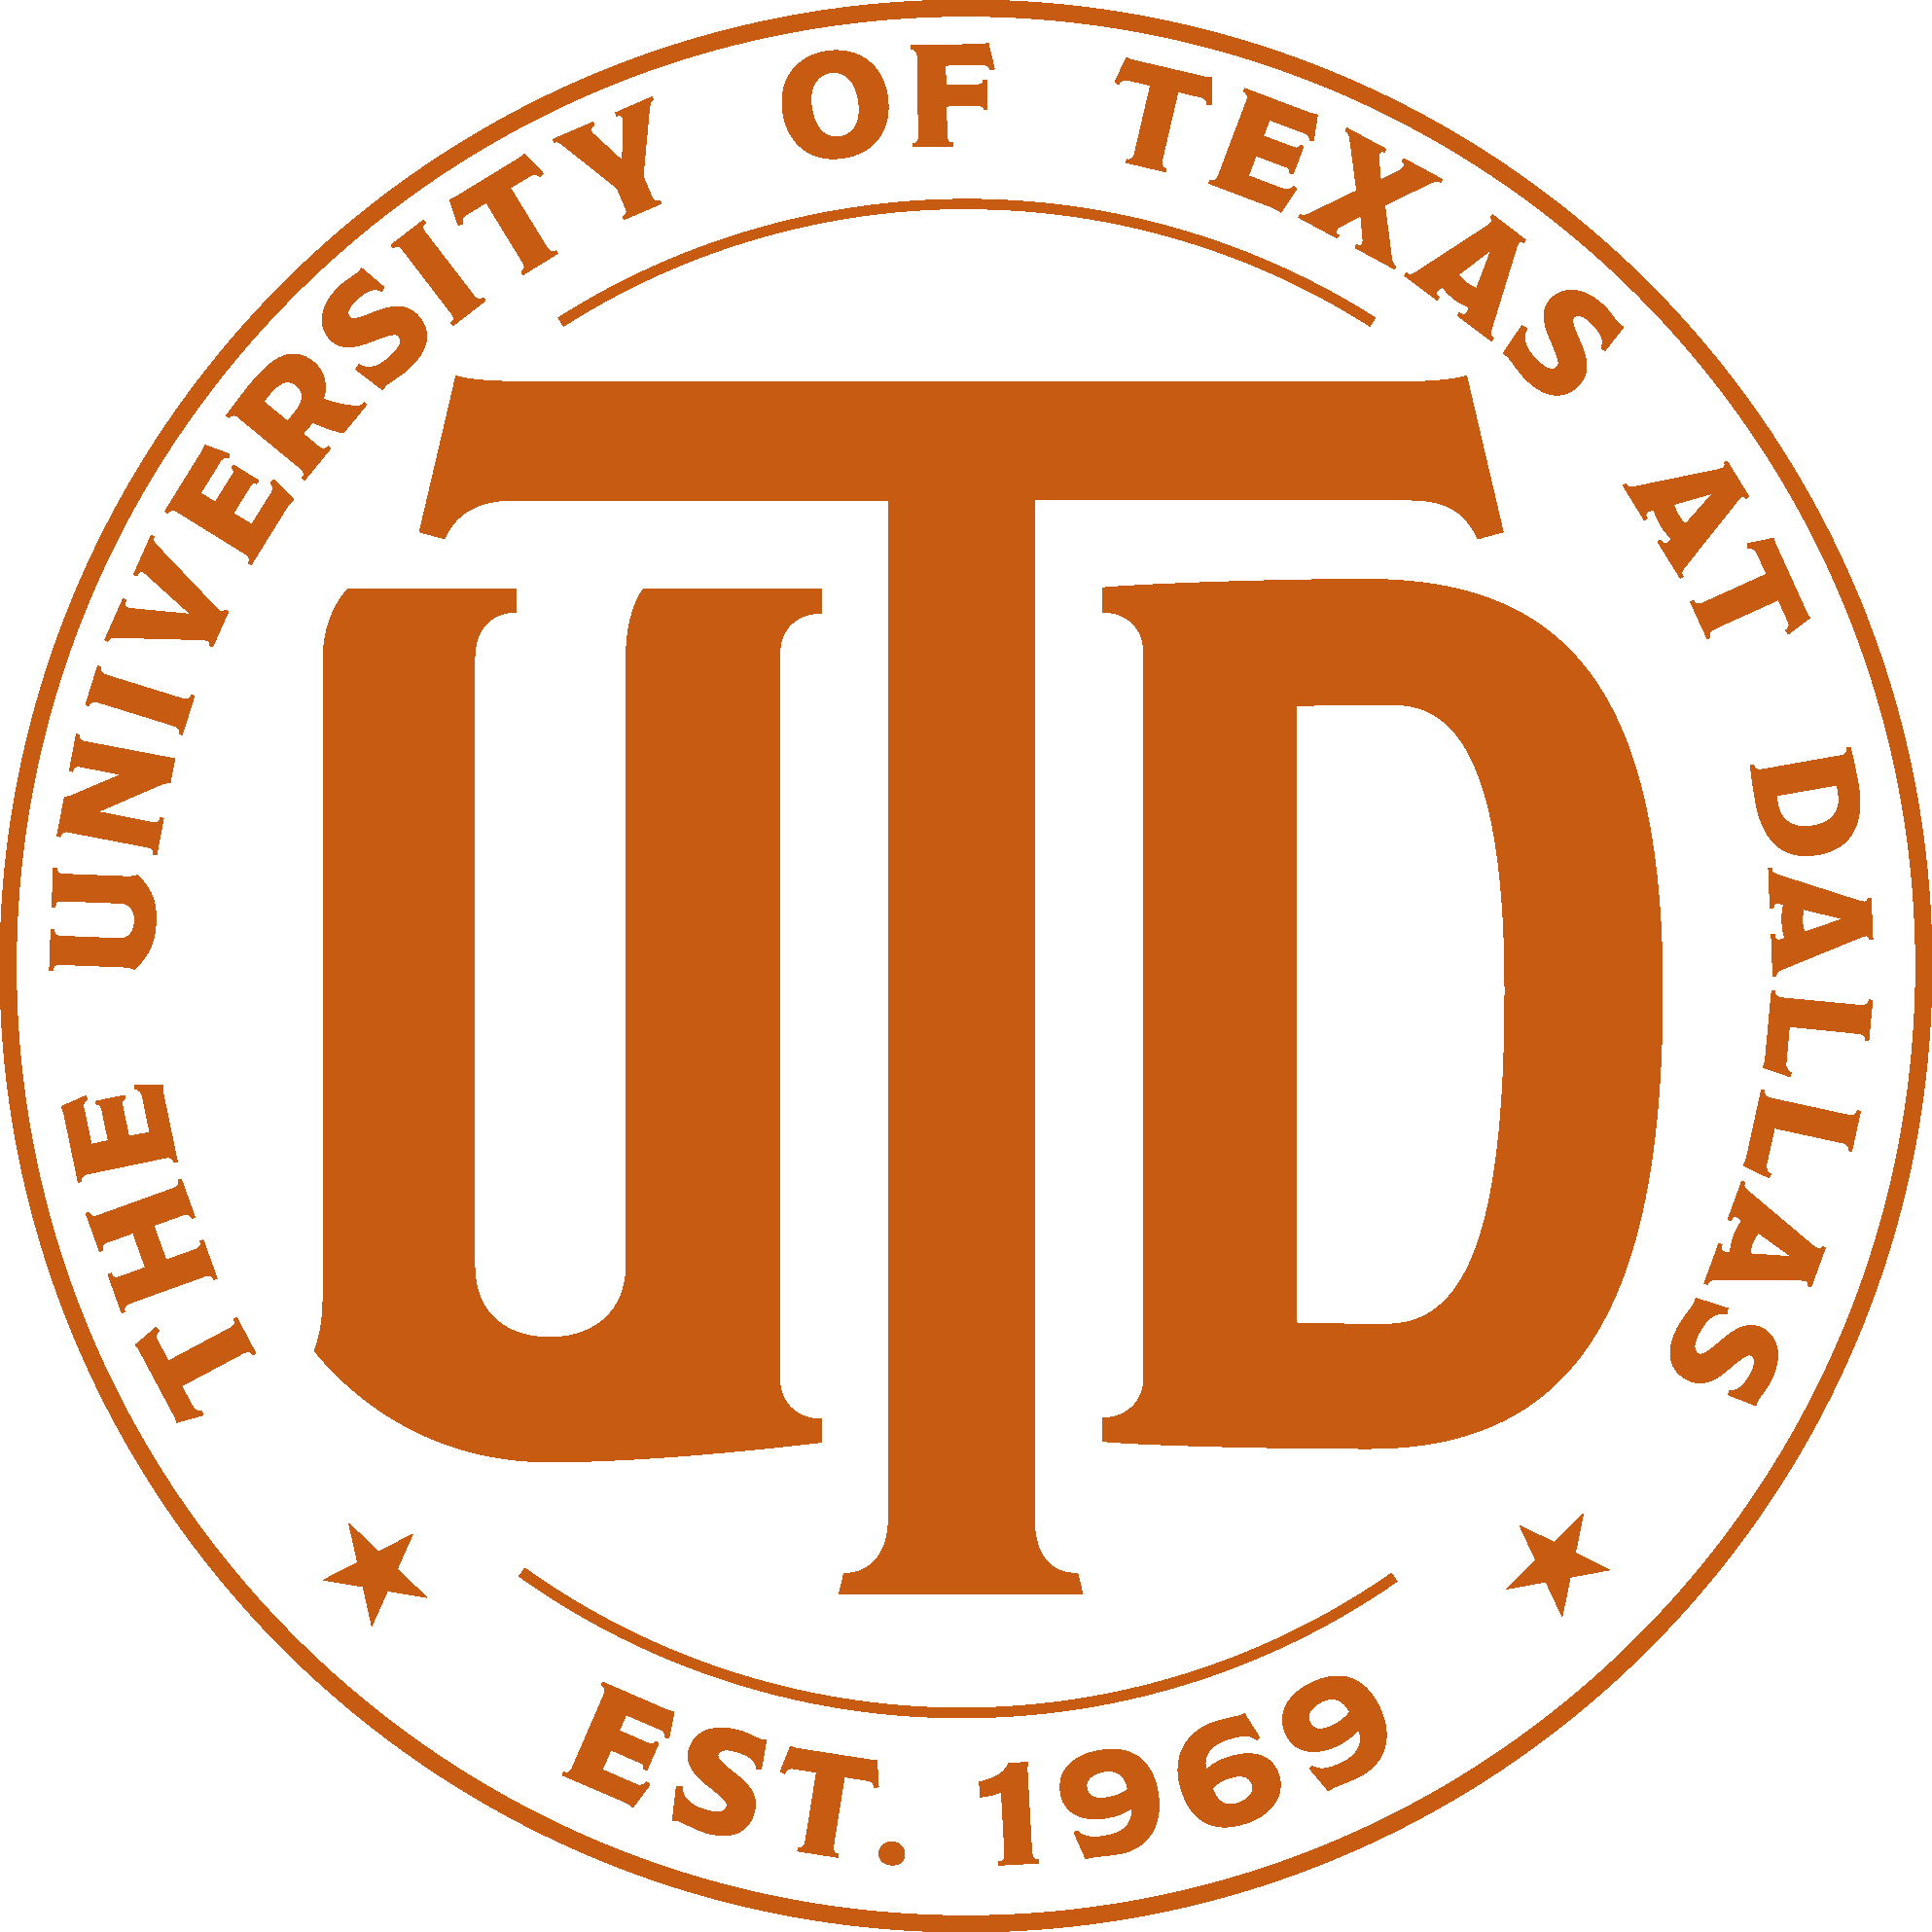 THE UNIVERSITY OF TEXAS AT DALLAS
UTD
EST. 1969